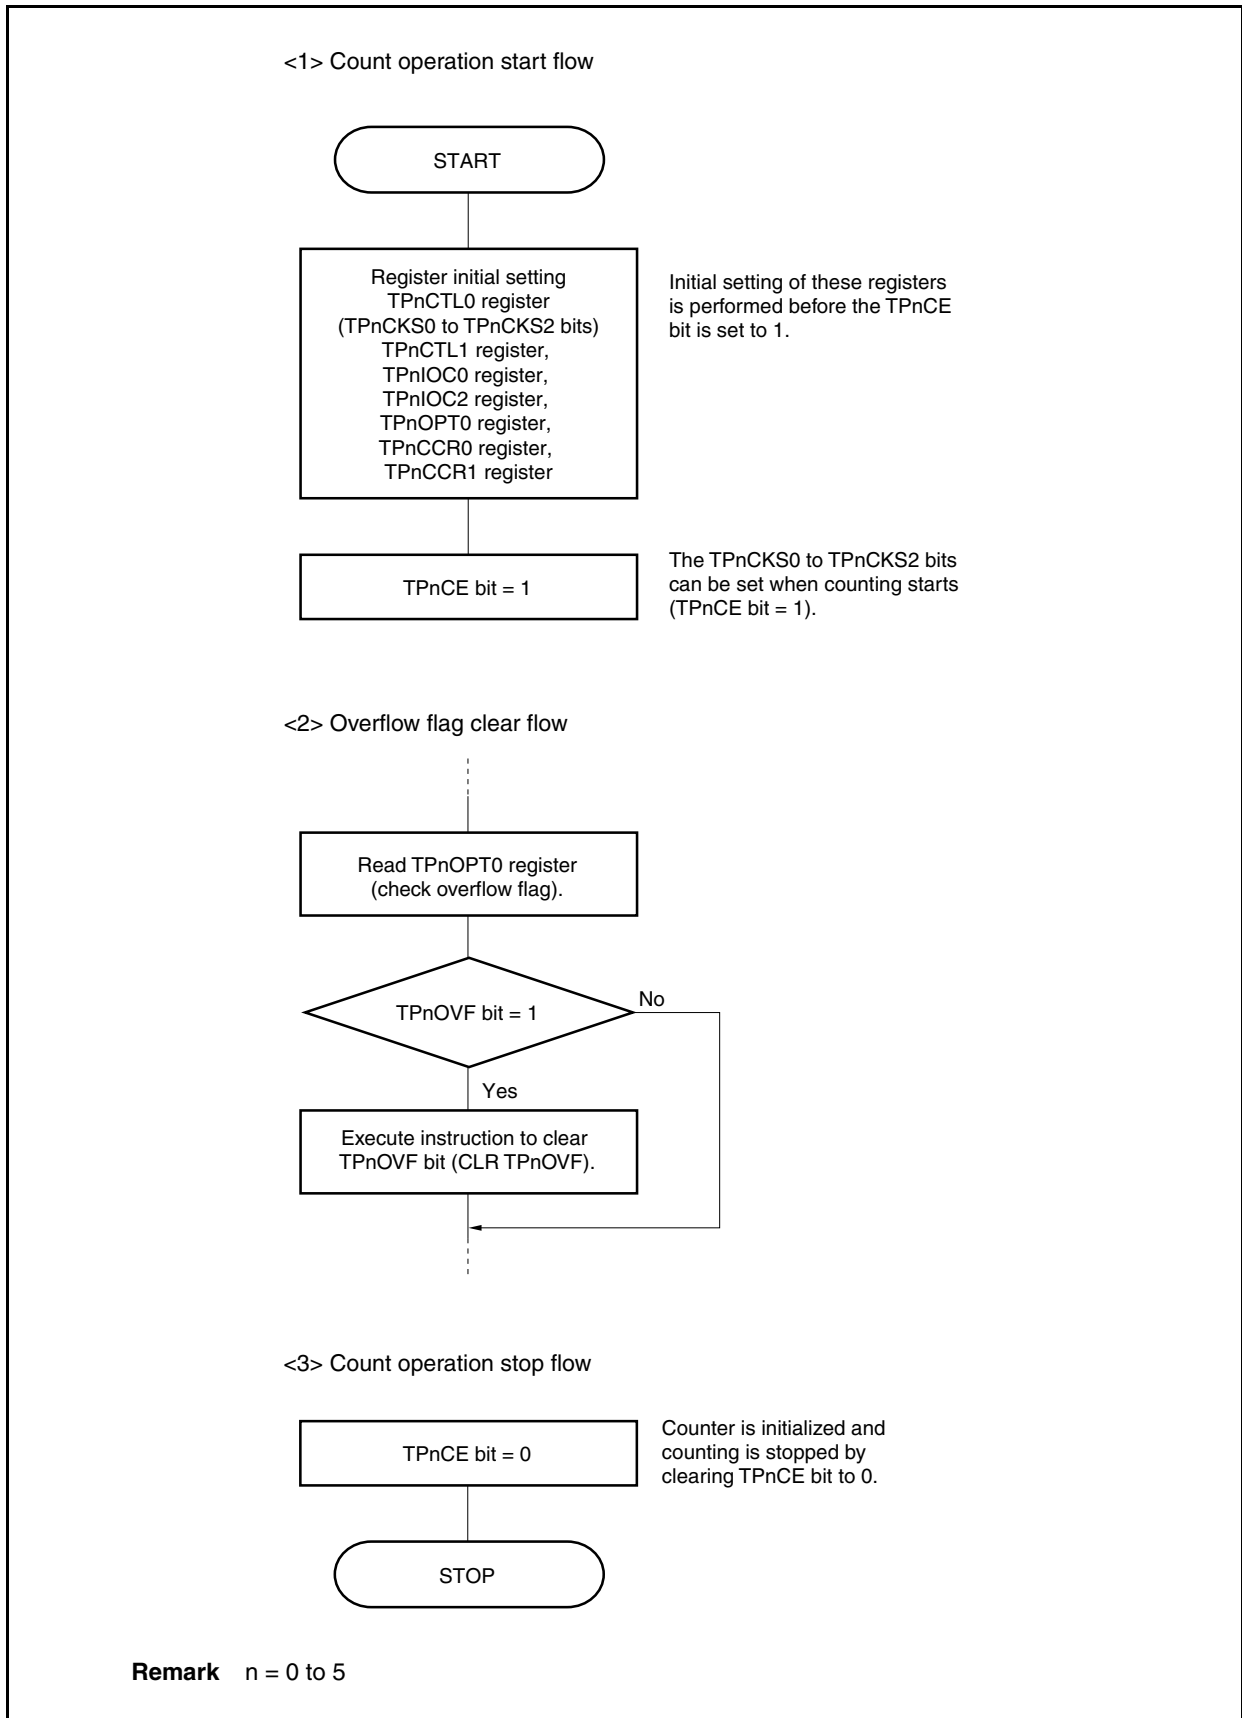 <1> Count operation start flow
START
Register initial setting
TPnCTL0 register
(TPnCKS0 to TPnCKS2 bits)
TPnCTL1 register,
TPnIOC0 register,
TPnIOC2 register,
TPnOPT0 register,
TPnCCR0 register,
TPnCCR1 register
Initial setting of these registers
is performed before the TPnCE
bit is set to 1.
TPnCE bit = 1
The TPnCKS0 to TPnCKS2 bits
can be set when counting starts
(TPnCE bit = 1).
<2> Overflow flag clear flow
Read TPnOPT0 register
(check overflow flag).
TPnOVF bit = 1
No
Yes
Execute instruction to clear
TPnOVF bit (CLR TPnOVF).
<3> Count operation stop flow
TPnCE bit = 0
Counter is initialized and
counting is stopped by
clearing TPnCE bit to 0.
STOP
Remark n = 0 to 5